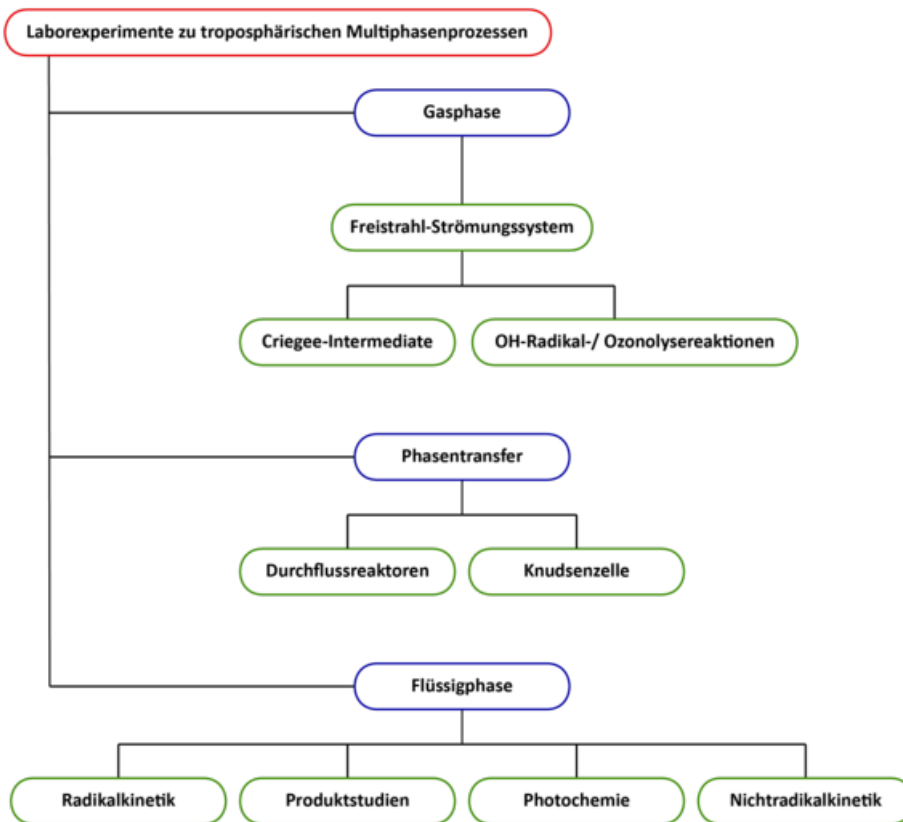 Laborexperimente zu troposphärischen Multiphasenprozessen
Gasphase
Freistrahl-Strömungssystem
Criegee-Intermediate
OH-Radikal-/ Ozonolysereaktionen
Phasentransfer
Durchflussreaktoren
Knudsenzelle
Flüssigphase
Radikalkinetik
Produktstudien
Photochemie
Nichtradikalkinetik